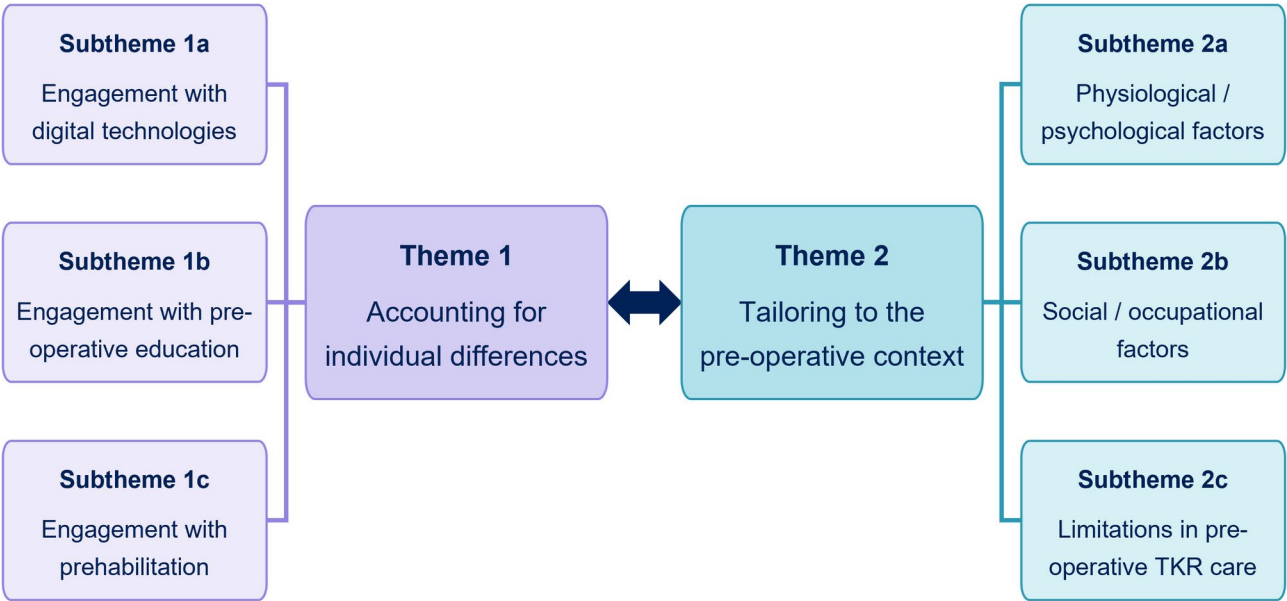 Subtheme 1a
Engagement with
digital technologies
Subtheme 1b
Engagement with pre-
operative education
Subtheme 1c
Engagement with
prehabilitation
Theme 1
Accounting for
individual differences
Theme 2
Tailoring to the
pre-operative context
Subtheme 2a
Physiological /
psychological factors
Subtheme 2b
Social / occupational
factors
Subtheme 2c
Limitations in pre-
operative TKR care